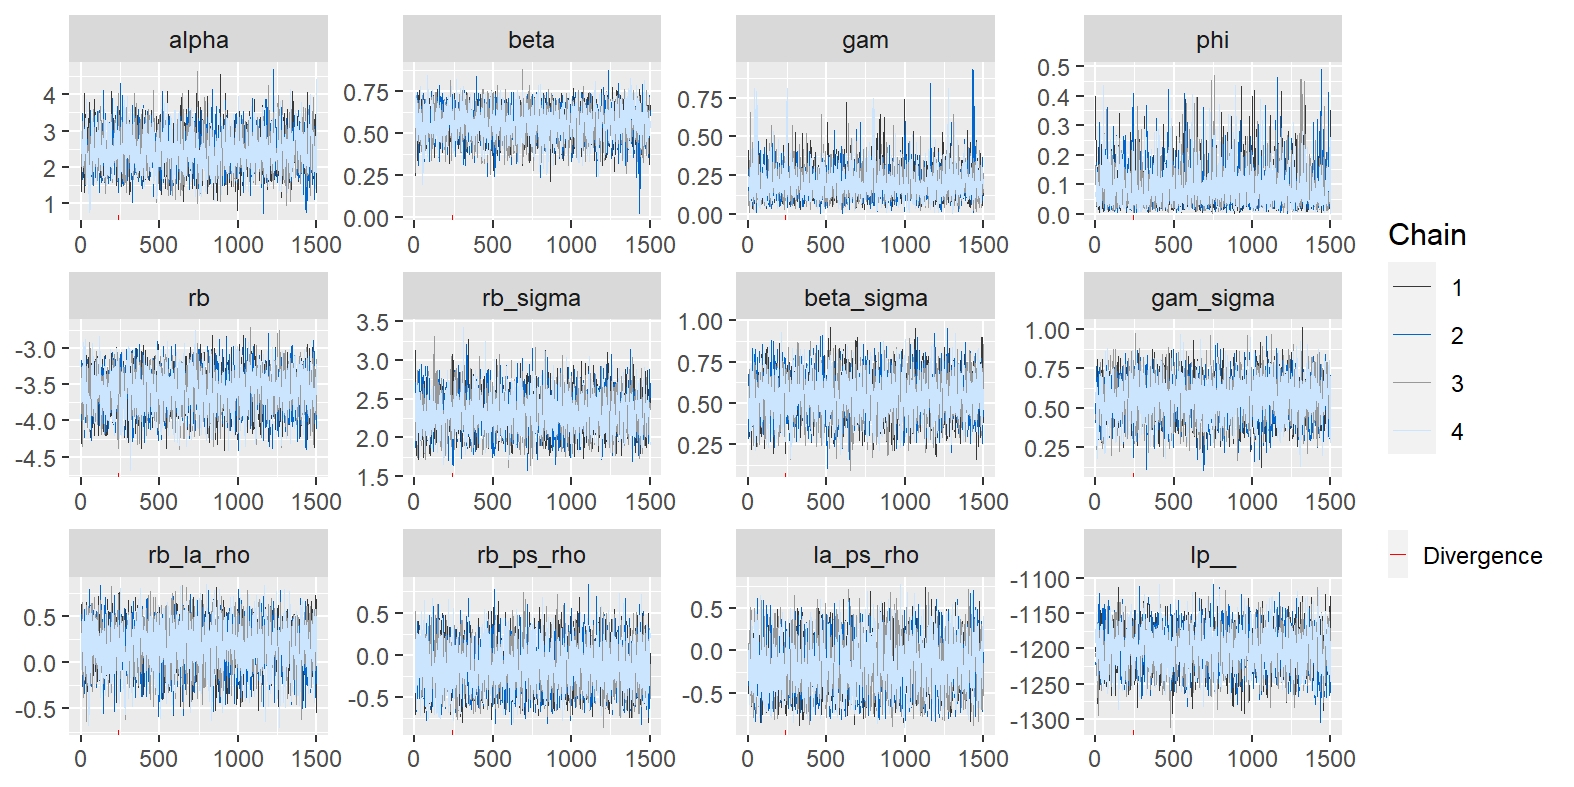 alpha
beta
gam
phi
4
3
2
1
0.75
0.50
0.25
0.00
0.75
0.50
0.25
0.00
0.5
0.4
0.3
0.2
0.1
0.0
0 500 1000 1500
0 500 1000 1500
0 500 1000 1500
0 500 1000 1500
rb
rb_sigma
beta_sigma
gam_sigma
-3.0
-3.5
-4.0
-4.5
3.5
3.0
2.5
2.0
1.5
1.00
0.75
0.50
0.25
1.00
0.75
0.50
0.25
0 500 1000 1500
0 500 1000 1500
0 500 1000 1500
0 500 1000 1500
rb_la_rho
rb_ps_rho
la_ps_rho
lp__
0.5
0.0
-0.5
0.5
0.0
-0.5
0.5
0.0
-0.5
-1100
-1150
-1200
-1250
-1300
0 500 1000 1500
0 500 1000 1500
0 500 1000 1500
0 500 1000 1500
Chain
1
2
3
4
Divergence